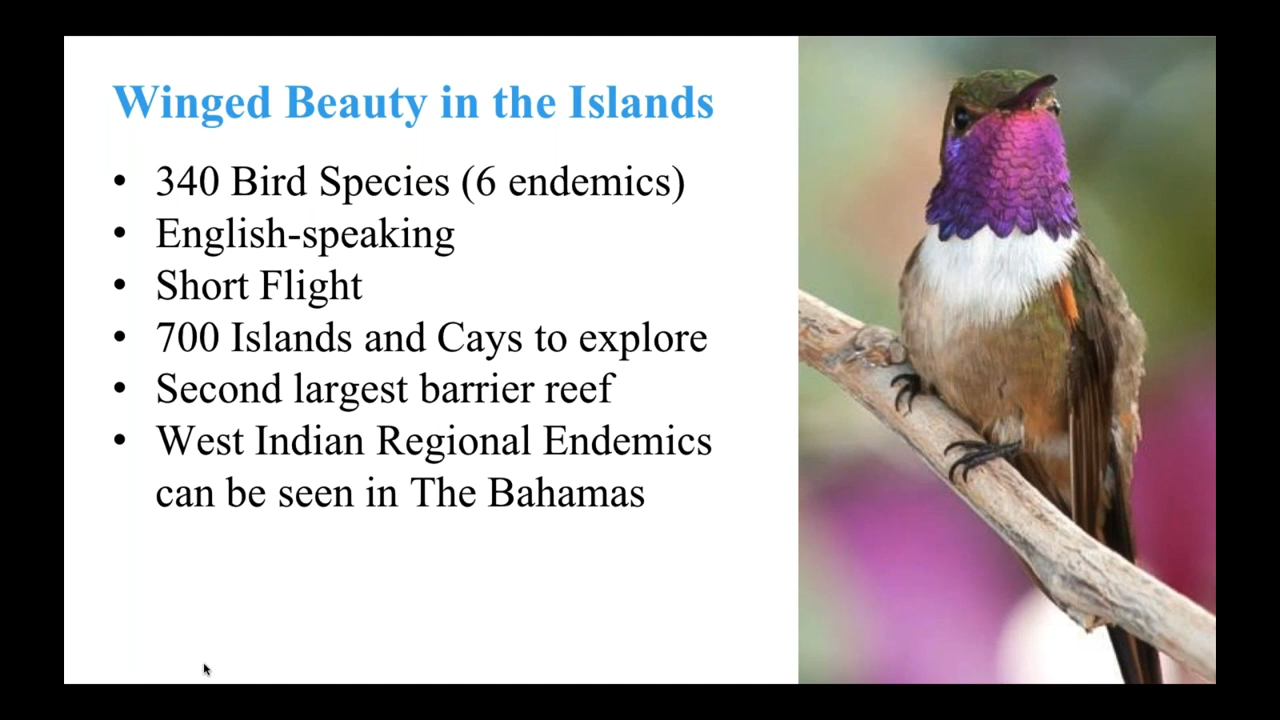 Winged Beauty in the Islands
• 340 Bird Species (6 endemics)
• English-speaking
• Short Flight
• 700 Islands and Cays to explore
• Second largest barrier reef
• West Indian Regional Endemics
can be seen in The Bahamas